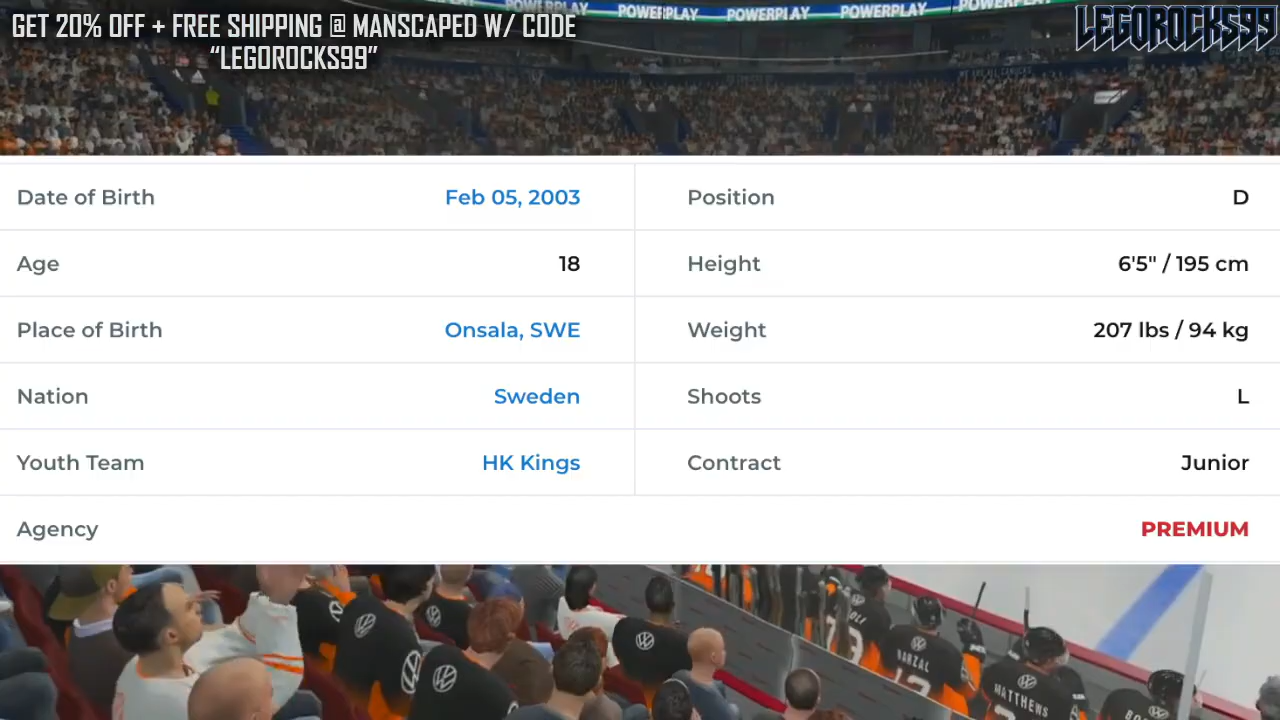 GET 20% OFF + FREE SHIPPING @ MANSCAPED W/ CODE
“LEGOROCKS99”
LEGOROCKS99
POWERPLAY POWERPLAY POWERPLAY POWERPLAY POWERPLAY
Date of Birth Feb 05, 2003
Position D
Age 18
Height 6'5" / 195 cm
Place of Birth Onsala, SWE
Weight 207 lbs / 94 kg
Nation Sweden
Shoots L
Youth Team HK Kings
Contract Junior
Agency PREMIUM
BARZAL
MATTHEWS